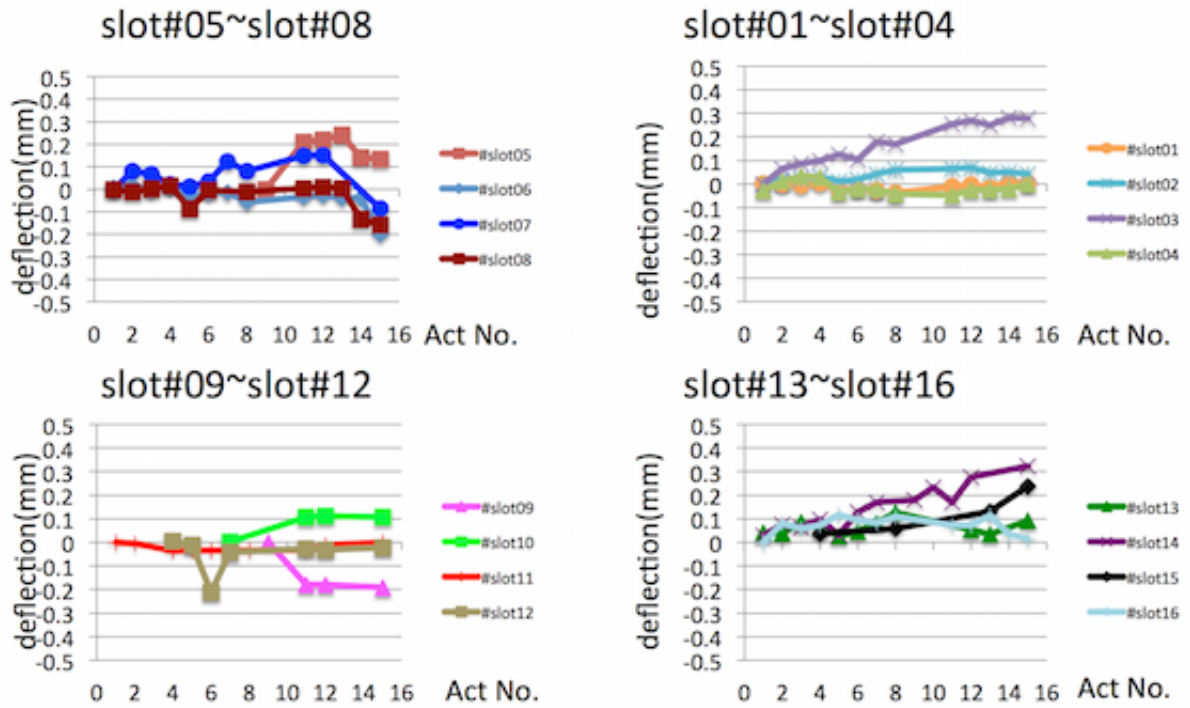 slot#05~slot#08
0.5
0.4
0.3
0.2
0.1
0
-0.1
-0.2
-0.3
-0.4
-0.5
deflection(mm)
0 2 4 6 8 10 12 14 16
Act No.
#slot05
#slot06
#slot07
#slot08
slot#01~slot#04
0.5
0.4
0.3
0.2
0.1
0
-0.1
-0.2
-0.3
-0.4
-0.5
deflection(mm)
0 2 4 6 8 10 12 14 16
Act No.
#slot01
#slot02
#slot03
#slot04
slot#09~slot#12
0.5
0.4
0.3
0.2
0.1
0
-0.1
-0.2
-0.3
-0.4
-0.5
deflection(mm)
0 2 4 6 8 10 12 14 16
Act No.
#slot09
#slot10
#slot11
#slot12
slot#13~slot#16
0.5
0.4
0.3
0.2
0.1
0
-0.1
-0.2
-0.3
-0.4
-0.5
deflection(mm)
0 2 4 6 8 10 12 14 16
Act No.
#slot13
#slot14
#slot15
#slot16